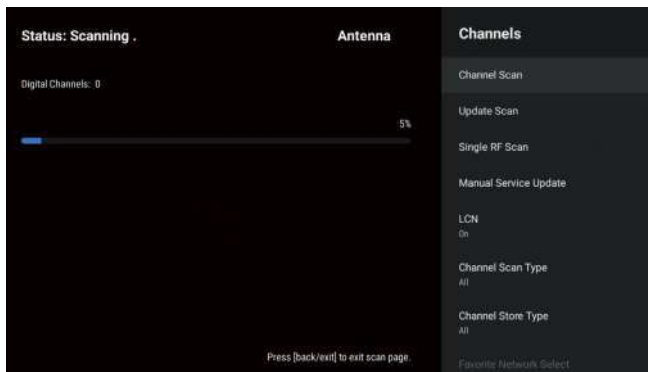 Status: Scanning .
Antenna
Digital Channels: 0
5%
Press [back/exit] to exit scan page.
Channels
Channel Scan
Update Scan
Single RF Scan
Manual Service Update
LCN
On
Channel Scan Type
All
Channel Store Type
All
Favorite Network Select